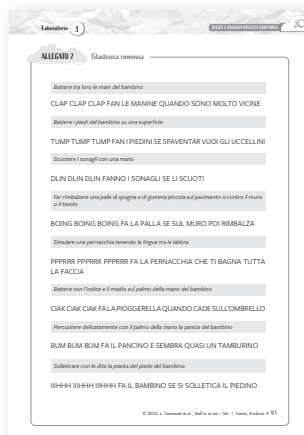 Laboratorio 3
ALLEGATO 2 Filastrocca rumorosa
Battere tra loro le mani del bambino
CLAP CLAP CLAP FAN LE MANINE QUANDO SONO MOLTO VICINE
Battere i piedi del bambino su una superficie
TUMP TUMP TUMP FAN I PIEDINI SE SPAVENTAR VUOI GLI UCCELLINI
Scuotere i sonagli con una mano
DLIN DLIN DLIN FANNO I SONAGLI SE LI SCUOTI
Far rimbalzare una palla di spugna o di gomma piccola sul pavimento o contro il muro
o il tavolo
BOING BOING BOING FA LA PALLA SE SUL MURO POI RIMBALZA
Simulare una pernacchia tenendo la lingua tra le labbra
PPPRRR PPPRRR PPPRRR FA LA PERNACCHIA CHE TI BAGNA TUTTA
LA FACCIA
Battere con l'indice e il medio sul palmo della mano del bambino
CIAK CIAK CIAK FA LA PIOGGERELLA QUANDO CADE SULL'OMBRELLO
Percuotere delicatamente con il palmo della mano la pancia del bambino
BUM BUM BUM FA IL PANCINO E SEMBRA QUASI UN TAMBURINO
Solleticare con le dita la pianta del piede del bambino
IIIHHH IIIHHH IIIHHH FA IL BAMBINO SE SI SOLLETICA IL PIEDINO
© 2022, L. Commodi et al., Dall'io al noi – Vol. 1, Trento, Erickson • 91